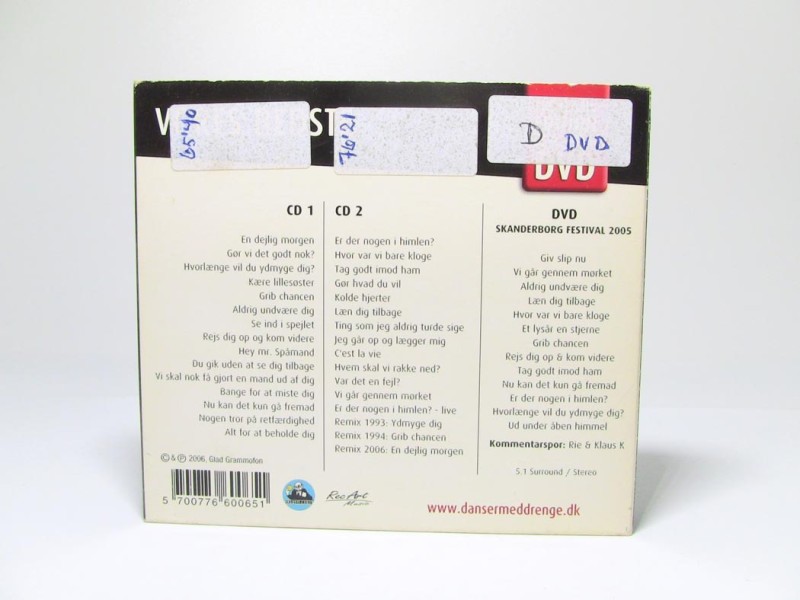 65'40
76'21
D DVD
DVD
CD 1
En dejlig morgen
Gør vi det godt nok?
Hvorlænge vil du ydmyge dig?
Kære lillesøster
Grib chancen
Aldrig undvære dig
Se ind i spejlet
Rejs dig op og kom videre
Hey mr. Spåmand
Du gik uden at se dig tilbage
Vi skal nok få gjort en mand ud af dig
Bange for at miste dig
Nu kan det kun gå fremad
Nogen tror på retfærdighed
Alt for at beholde dig
CD 2
Er der nogen i himlen?
Hvor var vi bare kloge
Tag godt imod ham
Gør hvad du vil
Kolde hjerter
Læn dig tilbage
Ting som jeg aldrig turde sige
Jeg går op og lægger mig
C'est la vie
Hvem skal vi rakke ned?
Var det en fejl?
Vi går gennem mørket
Er der nogen i himlen? - live
Remix 1993: Ydmyge dig
Remix 1994: Grib chancen
Remix 2006: En dejlig morgen
DVD
SKANDERBORG FESTIVAL 2005
Giv slip nu
Vi går gennem mørket
Aldrig undvære dig
Læn dig tilbage
Hvor var vi bare kloge
Et lysår en stjerne
Grib chancen
Rejs dig op & kom videre
Tag godt imod ham
Nu kan det kun gå fremad
Er der nogen i himlen?
Hvorlænge vil du ydmyge dig?
Ud under åben himmel
Kommentarspor: Rie & Klaus K
5.1 Surround / Stereo
© & ℗ 2006, Glad Grammofon
5 700776 600651
RecArt
Music
www.dansermeddrenge.dk